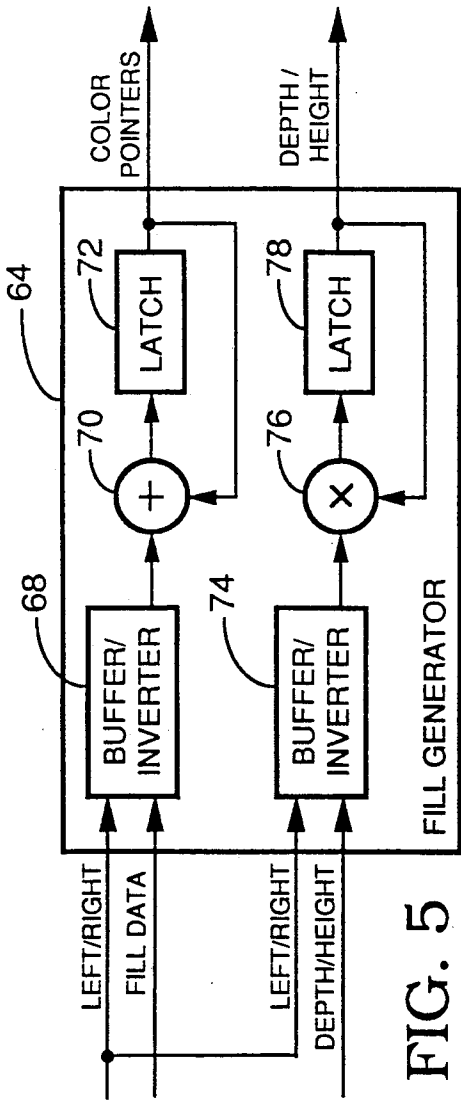 64
LEFT/RIGHT
FILL DATA
68
BUFFER/
INVERTER
70
+
72
LATCH
COLOR
POINTERS
LEFT/RIGHT
DEPTH/HEIGHT
74
BUFFER/
INVERTER
76
×
78
LATCH
DEPTH /
HEIGHT
FILL GENERATOR
FIG. 5